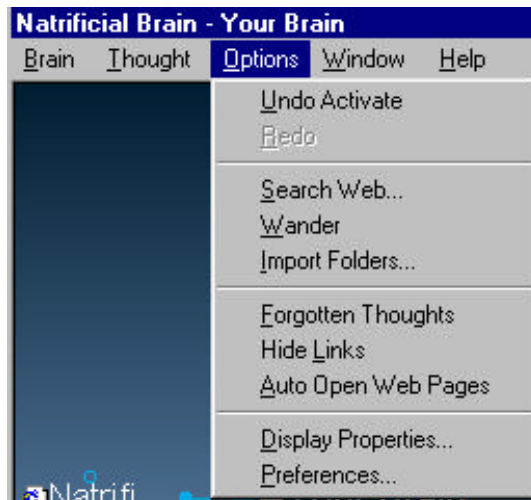 Natrificial Brain - Your Brain
Brain Thought Options Window Help
Undo Activate
Redo
Search Web...
Wander
Import Folders...
Forgotten Thoughts
Hide Links
Auto Open Web Pages
Display Properties...
Preferences...
Natrifi